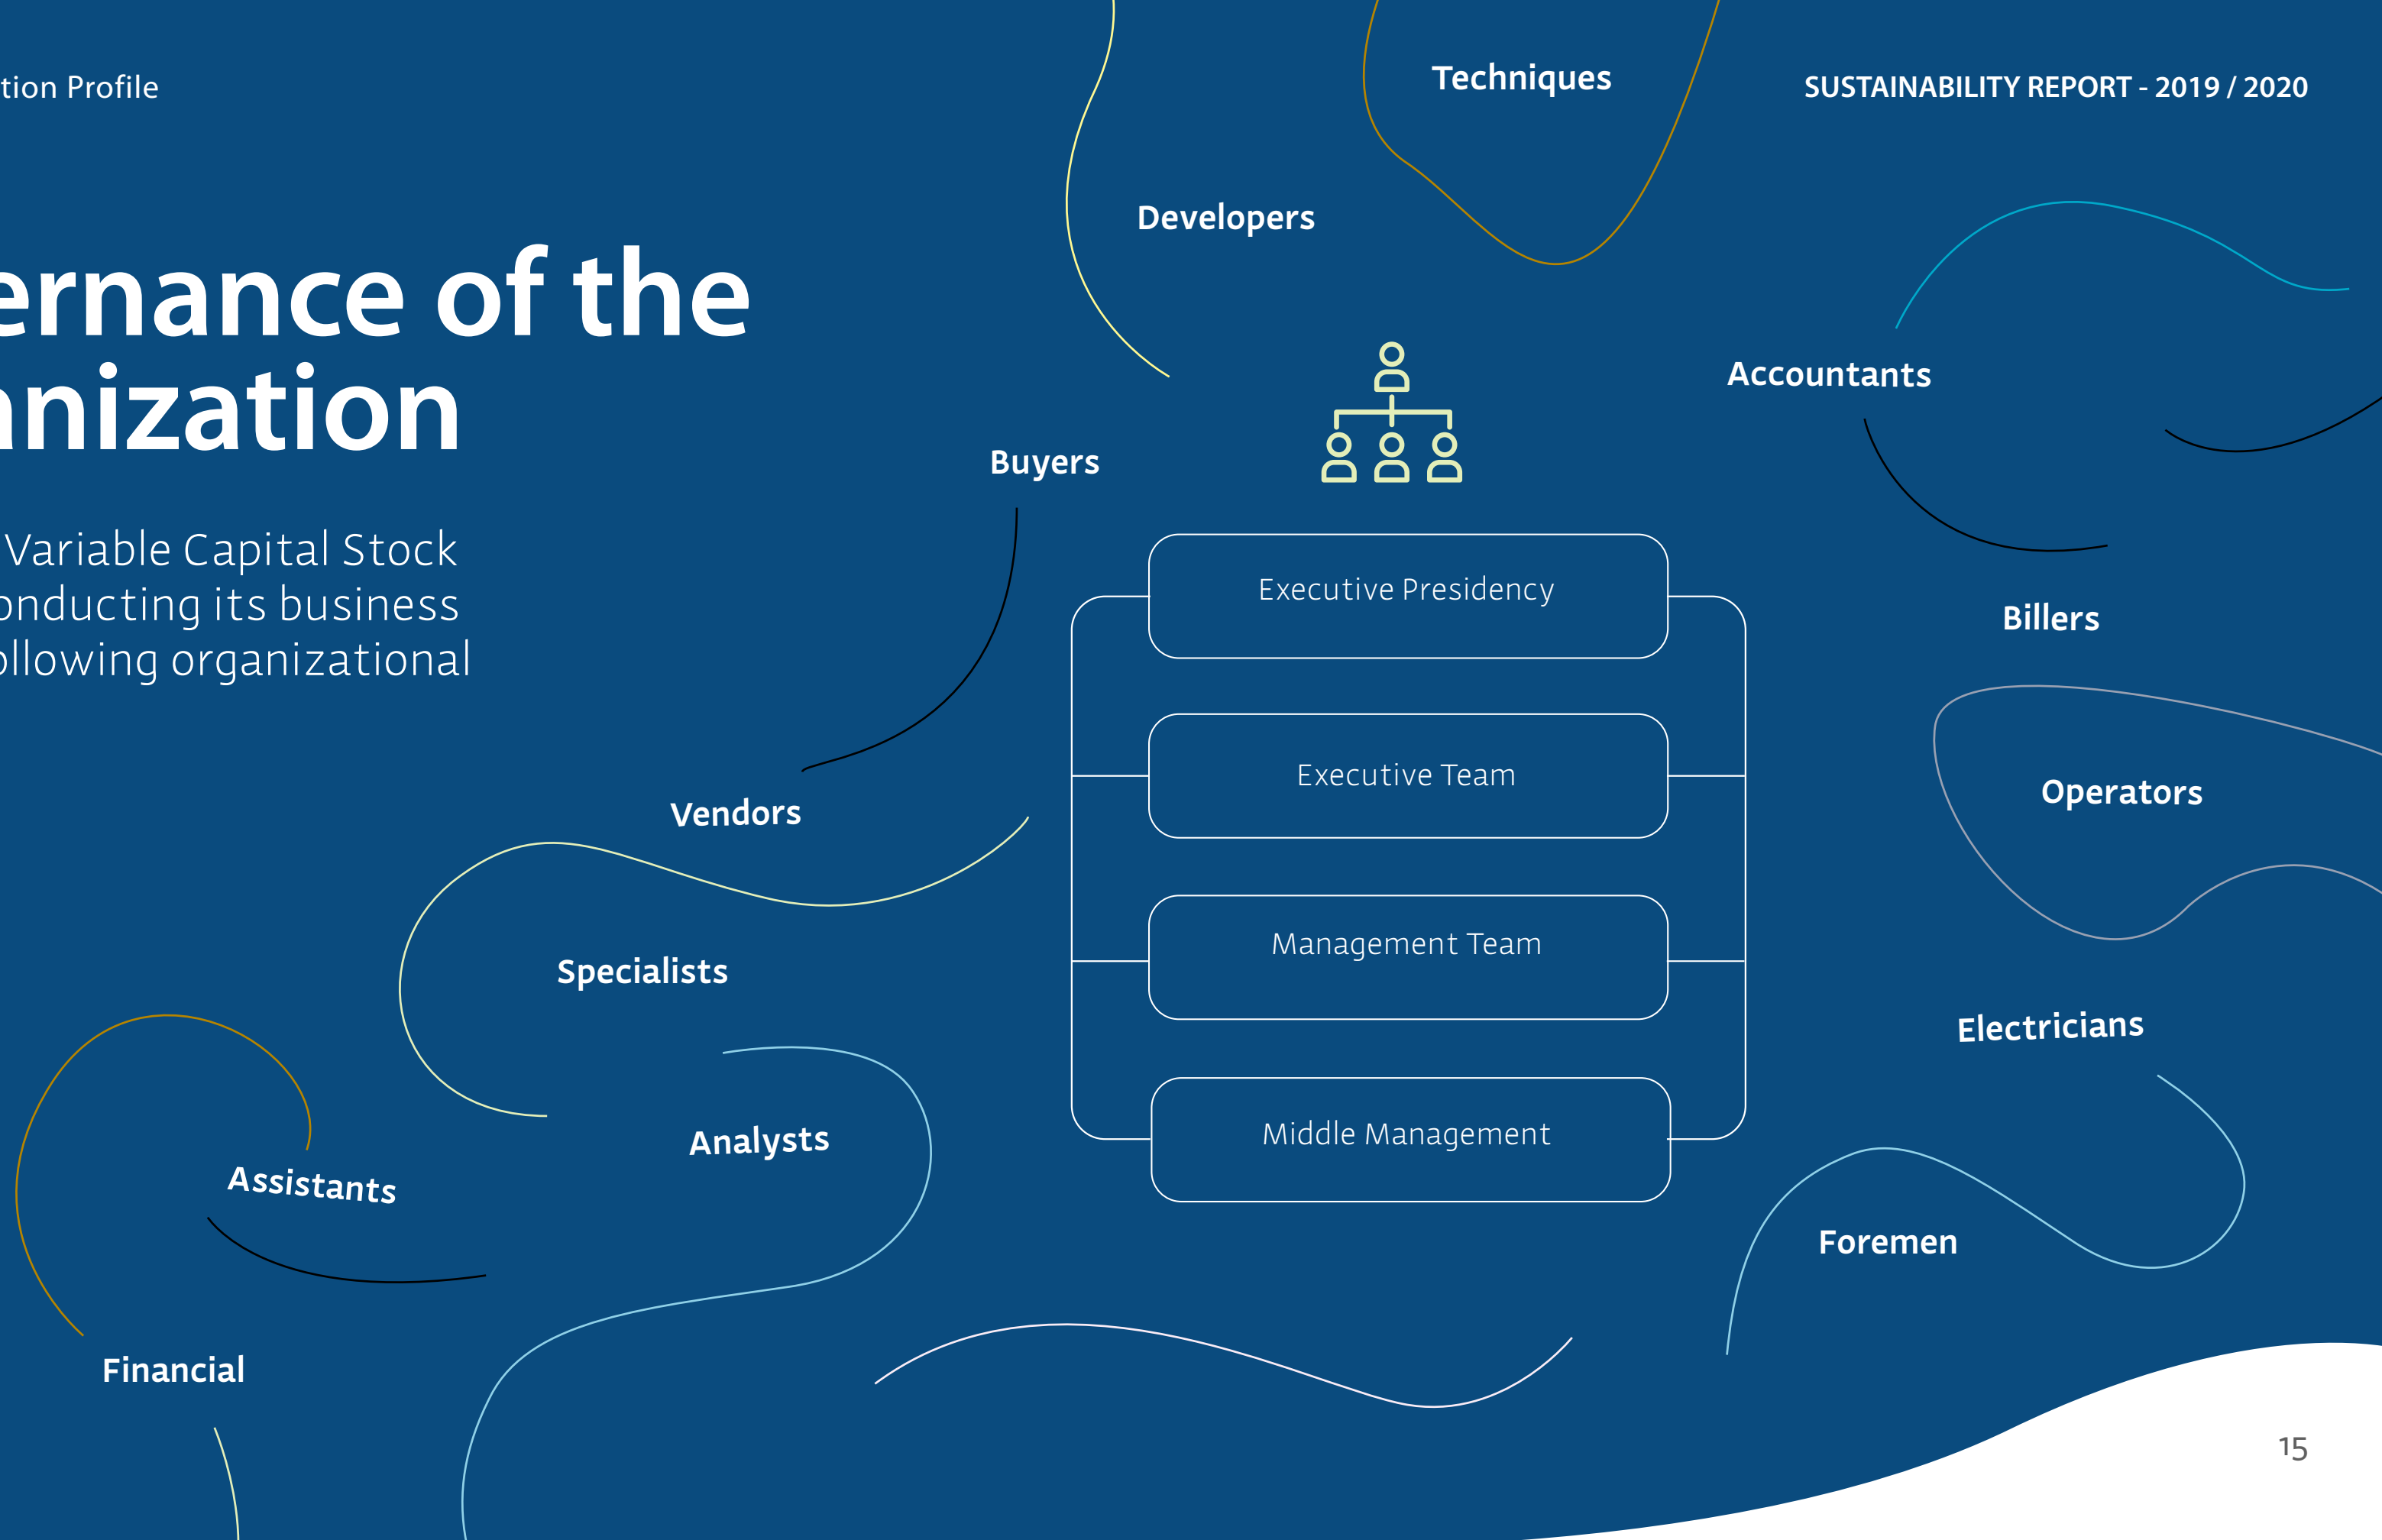 tion Profile
SUSTAINABILITY REPORT - 2019 / 2020
ernance of the
anization
Variable Capital Stock
onducting its business
ollowing organizational
Techniques
Developers
Accountants
Buyers
Billers
Vendors
Operators
Specialists
Electricians
Analysts
Assistants
Foremen
Financial
Executive Presidency
Executive Team
Management Team
Middle Management
15